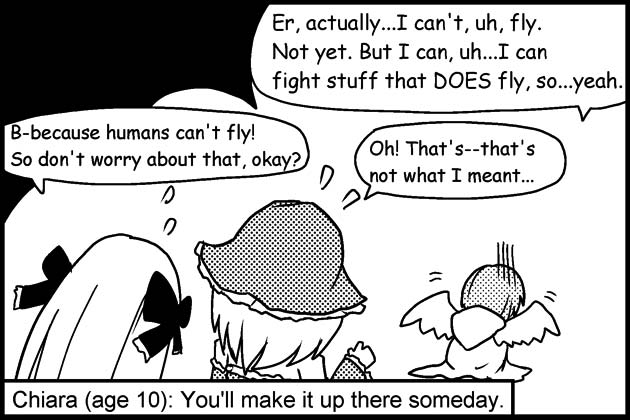 Er, actually...I can't, uh, fly.
Not yet. But I can, uh...I can
fight stuff that DOES fly, so...yeah.
B-because humans can't fly!
So don't worry about that, okay?
Oh! That's--that's
not what I meant...
Chiara (age 10): You'll make it up there someday.